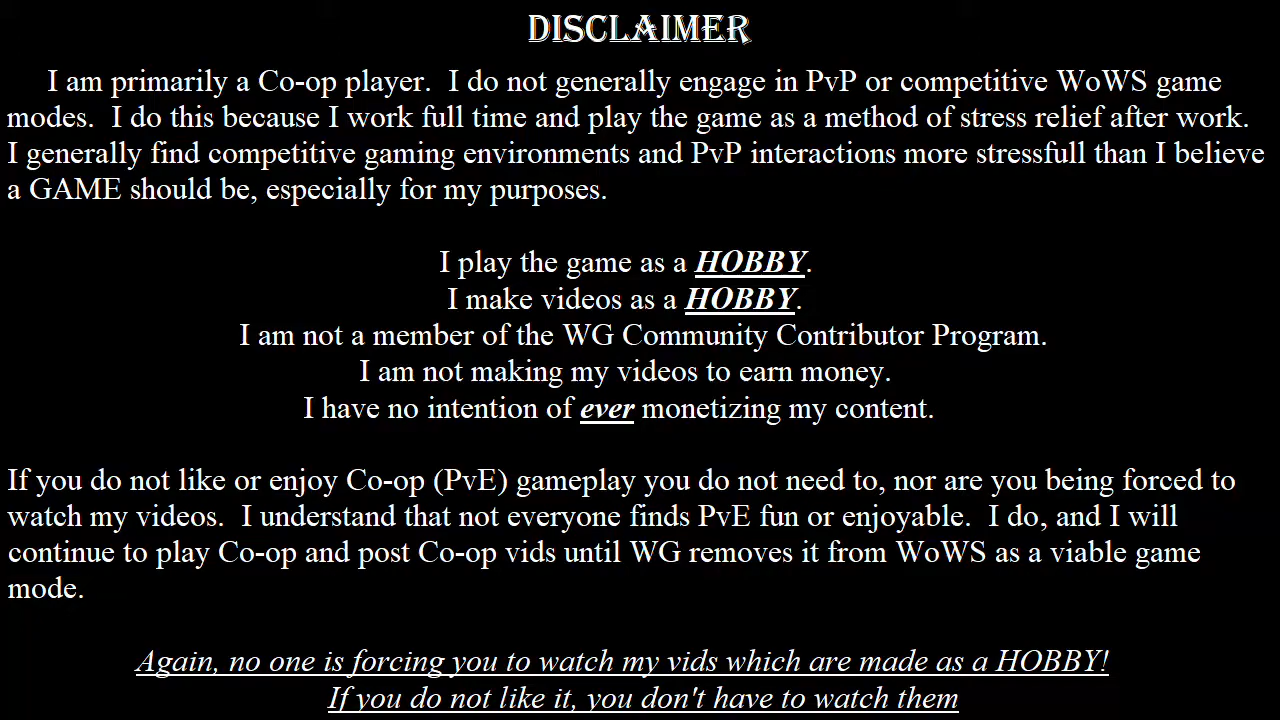 DISCLAIMER
I am primarily a Co-op player.  I do not generally engage in PvP or competitive WoWS game
modes.  I do this because I work full time and play the game as a method of stress relief after work.
I generally find competitive gaming environments and PvP interactions more stressfull than I believe
a GAME should be, especially for my purposes.
I play the game as a HOBBY.
I make videos as a HOBBY.
I am not a member of the WG Community Contributor Program.
I am not making my videos to earn money.
I have no intention of ever monetizing my content.
If you do not like or enjoy Co-op (PvE) gameplay you do not need to, nor are you being forced to
watch my videos.  I understand that not everyone finds PvE fun or enjoyable.  I do, and I will
continue to play Co-op and post Co-op vids until WG removes it from WoWS as a viable game
mode.
Again, no one is forcing you to watch my vids which are made as a HOBBY!
If you do not like it, you don't have to watch them